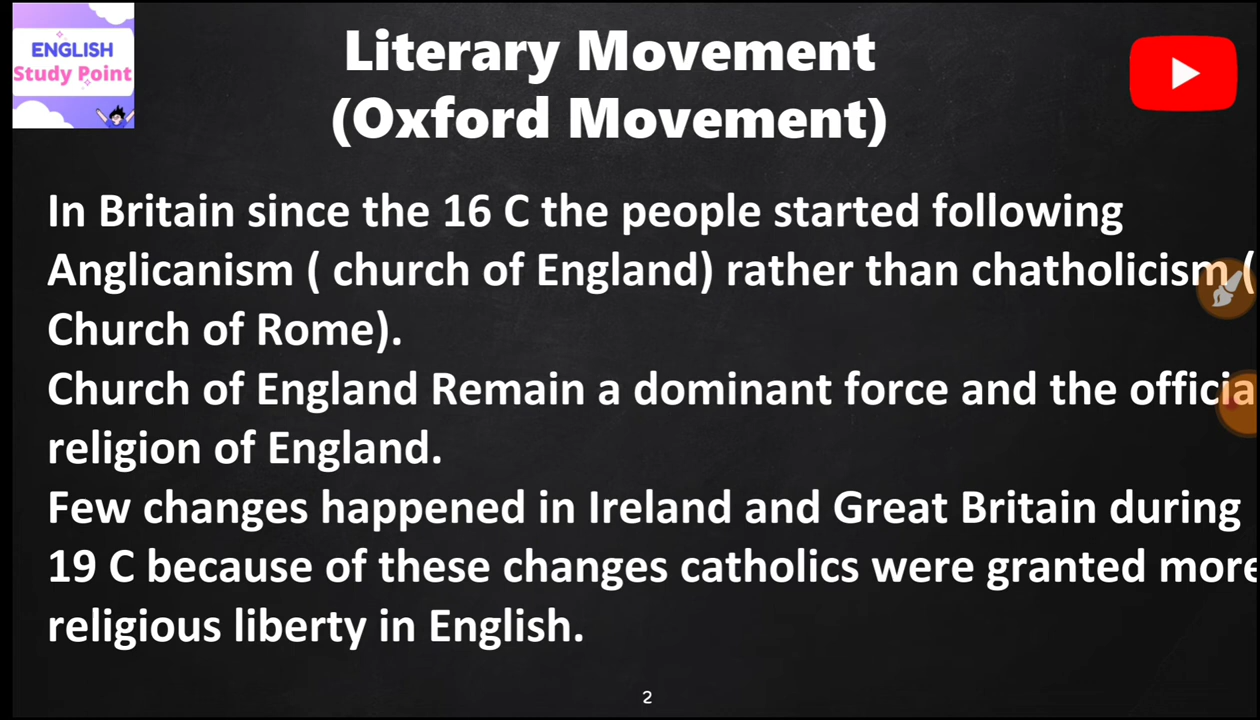 ENGLISH
Study Point
Literary Movement
(Oxford Movement)
In Britain since the 16 C the people started following
Anglicanism ( church of England) rather than chatholicism (
Church of Rome).
Church of England Remain a dominant force and the officia
religion of England.
Few changes happened in Ireland and Great Britain during
19 C because of these changes catholics were granted more
religious liberty in English.
2